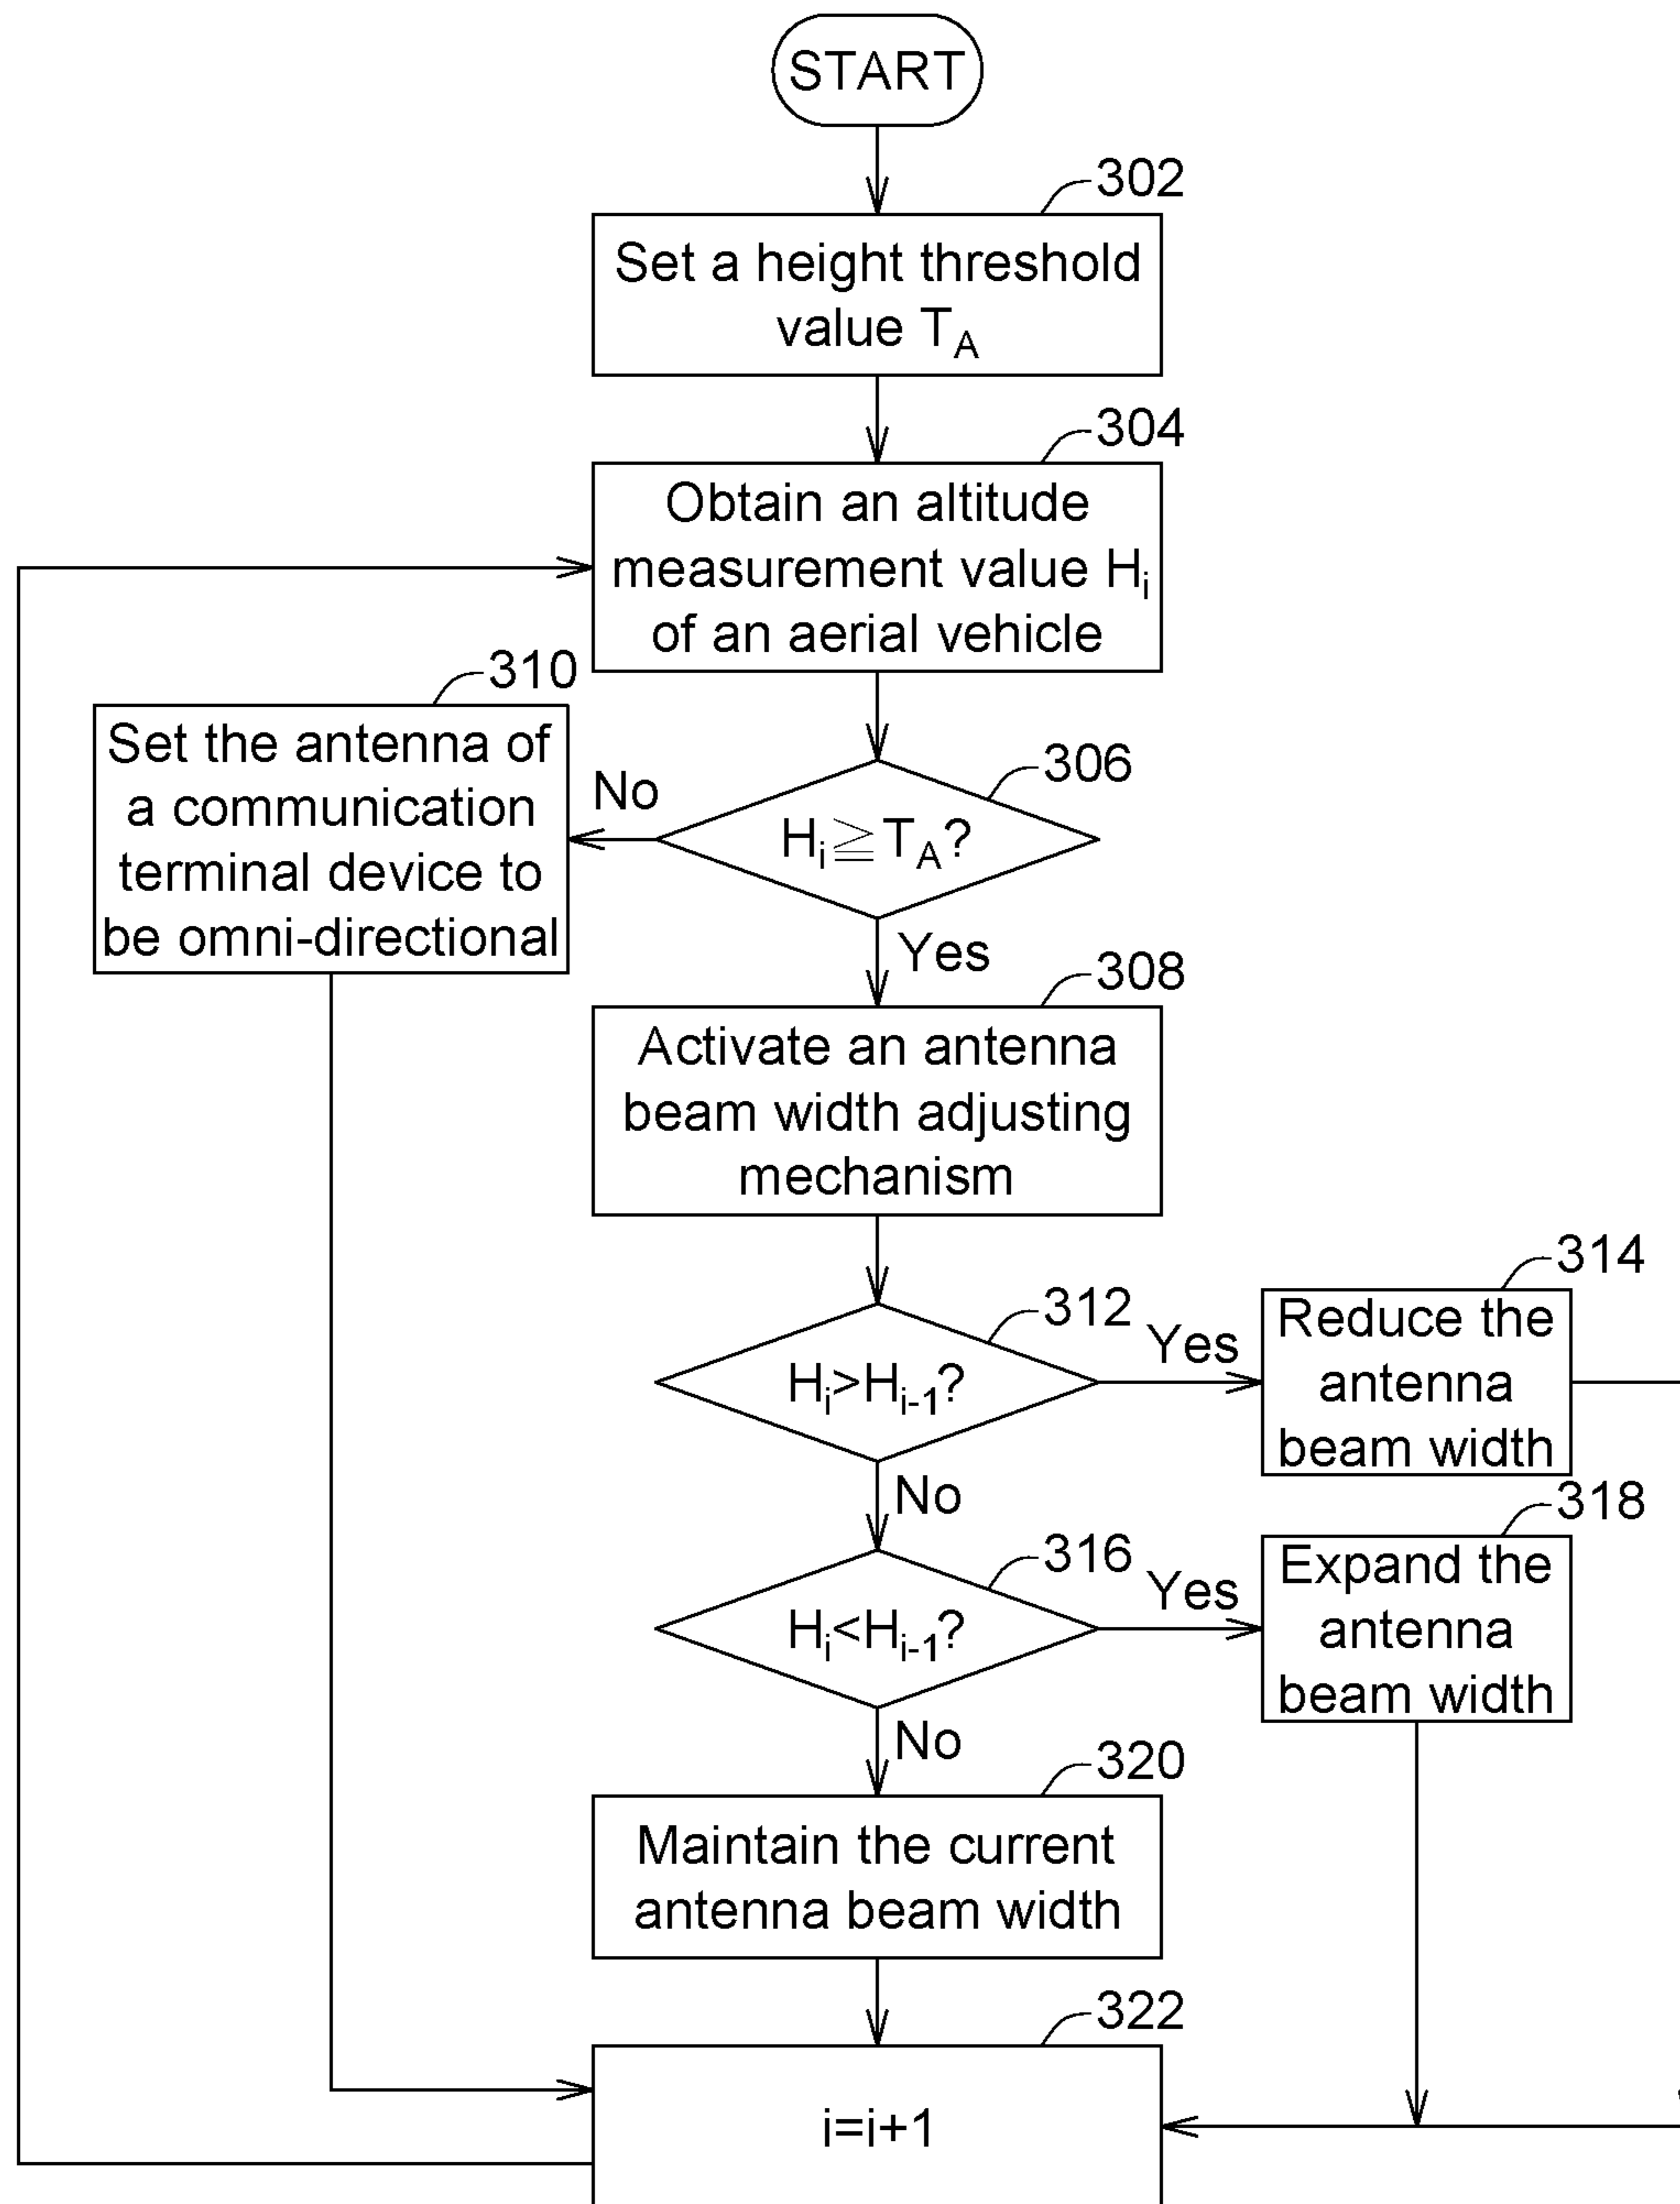 START
302
Set a height threshold
value T_A
304
Obtain an altitude
measurement value H_i
of an aerial vehicle
310
Set the antenna of
a communication
terminal device to
be omni-directional
306
No
H_i≧T_A?
Yes
308
Activate an antenna
beam width adjusting
mechanism
312
H_i>H_{i-1}?
Yes
314
Reduce the
antenna
beam width
No
316
H_i<H_{i-1}?
Yes
318
Expand the
antenna
beam width
No
320
Maintain the current
antenna beam width
322
i=i+1